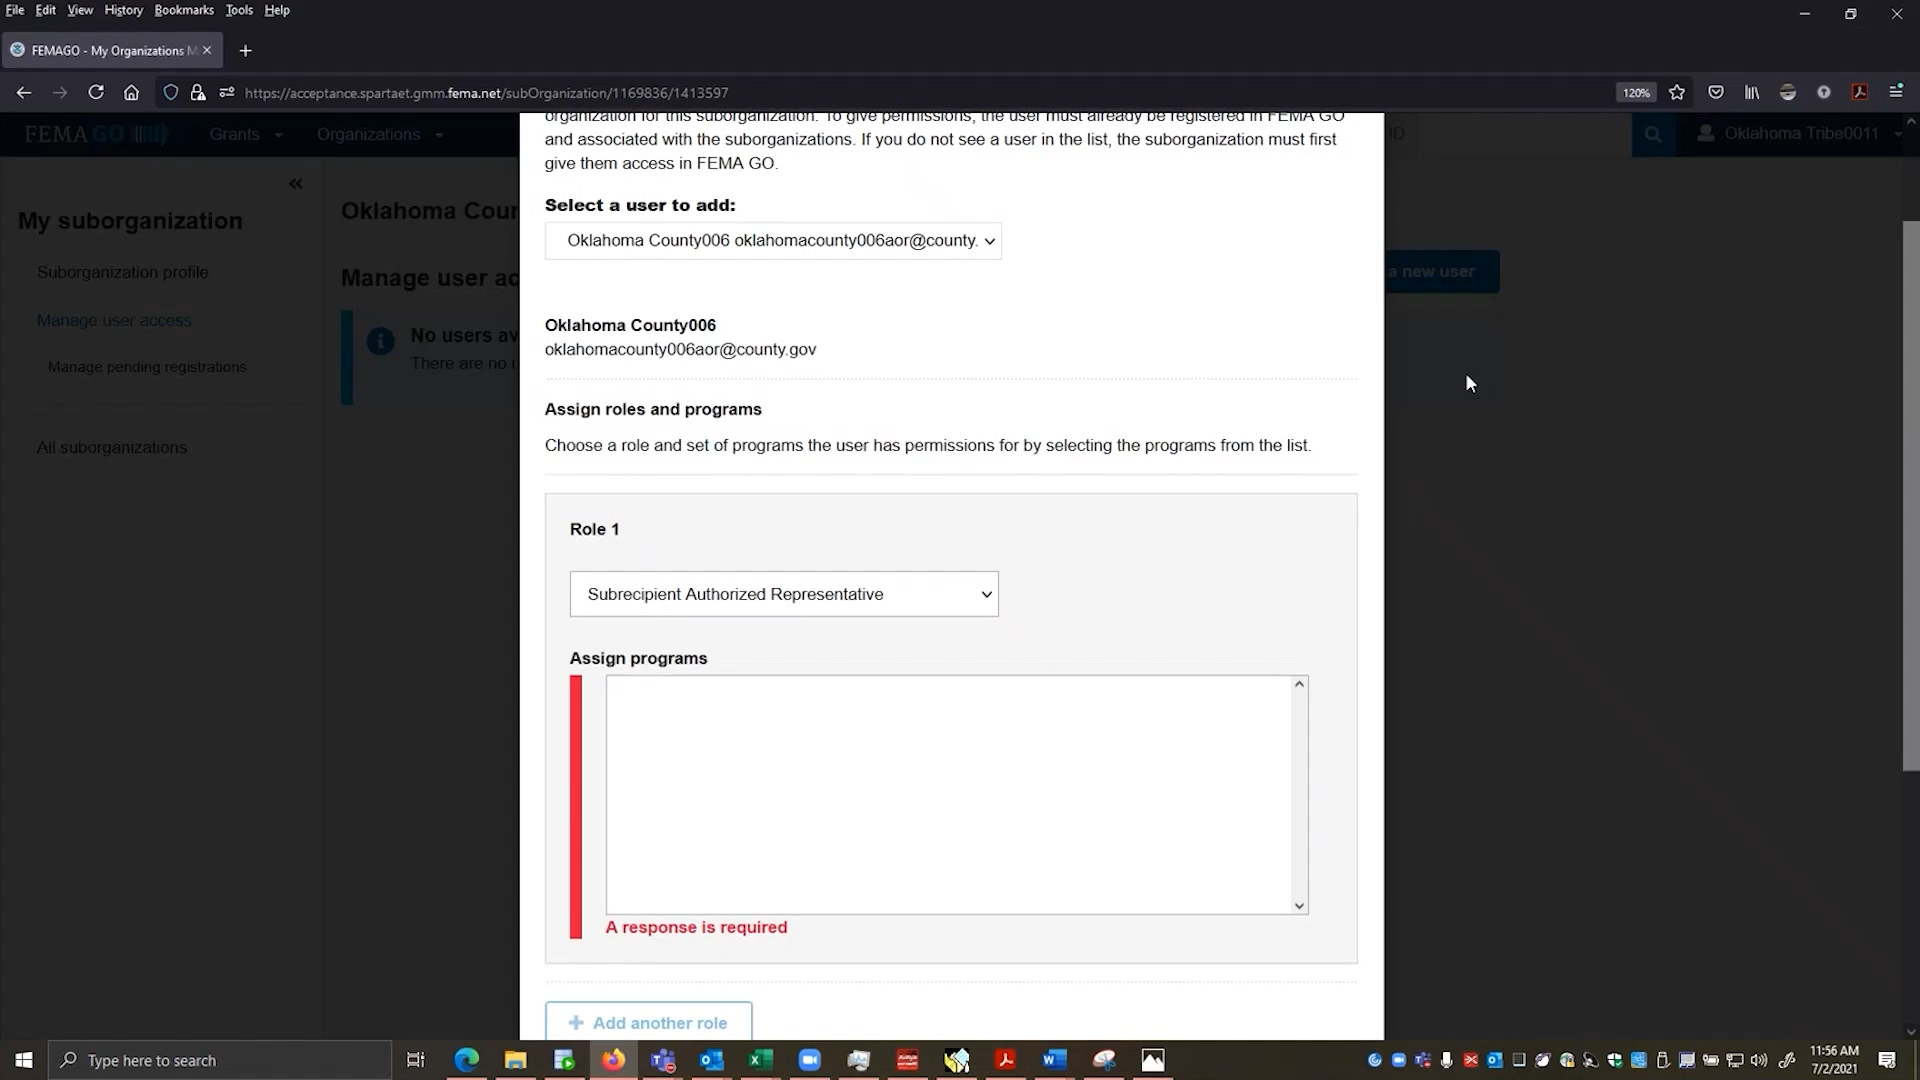 File Edit View History Bookmarks Tools Help
FEMAGO - My Organizations M
https://acceptance.spartaet.gmm.fema.net/subOrganization/1169836/1413597
120%
FEMA GO Grants Organizations
ID
Oklahoma Tribe0011
organization for this suborganization. To give permissions, the user must already be registered in FEMA GO
and associated with the suborganizations. If you do not see a user in the list, the suborganization must first
give them access in FEMA GO.
My suborganization
Suborganization profile
Manage user access
Manage pending registrations
All suborganizations
Oklahoma Coun
Manage user ac
a new user
No users av
There are no u
Select a user to add:
Oklahoma County006 oklahomacounty006aor@county.
Oklahoma County006
oklahomacounty006aor@county.gov
Assign roles and programs
Choose a role and set of programs the user has permissions for by selecting the programs from the list.
Role 1
Subrecipient Authorized Representative
Assign programs
A response is required
Add another role
Type here to search
11:56 AM
7/2/2021